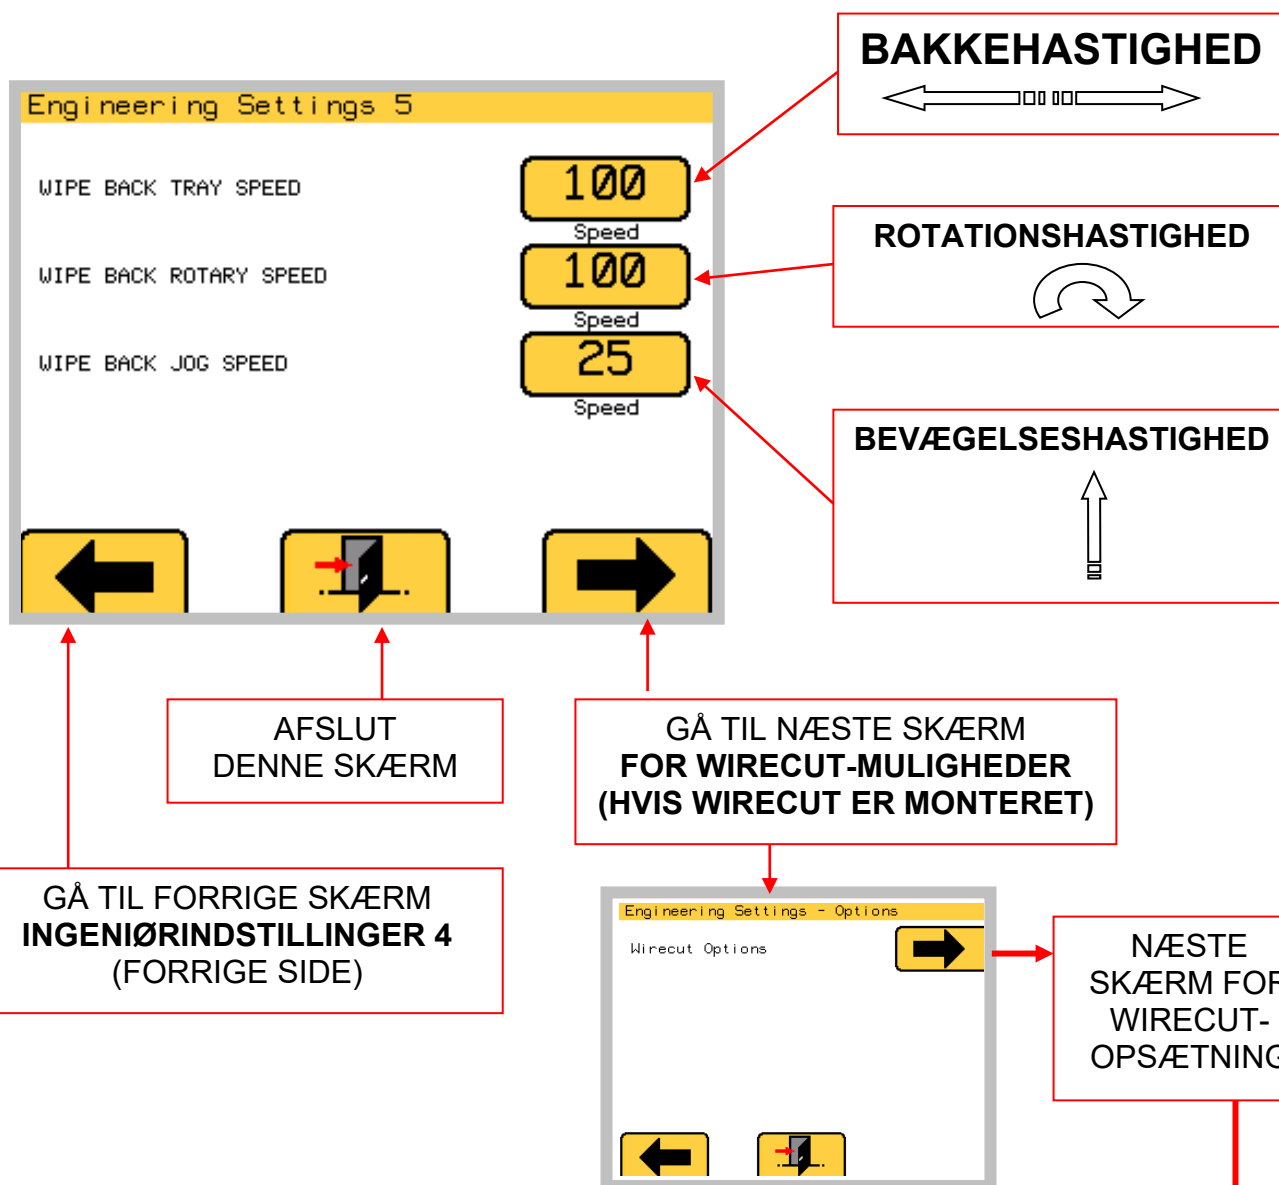 BAKKEHASTIGHED
Engineering Settings 5
WIPE BACK TRAY SPEED
100
Speed
ROTATIONSHASTIGHED
WIPE BACK ROTARY SPEED
100
Speed
WIPE BACK JOG SPEED
25
Speed
BEVÆGELSESHASTIGHED
AFSLUT
DENNE SKÆRM
GÅ TIL NÆSTE SKÆRM
FOR WIRECUT-MULIGHEDER
(HVIS WIRECUT ER MONTERET)
GÅ TIL FORRIGE SKÆRM
INGENIØRINDSTILLINGER 4
(FORRIGE SIDE)
Engineering Settings - Options
Wirecut Options
NÆSTE
SKÆRM FOR
WIRECUT-
OPSÆTNING